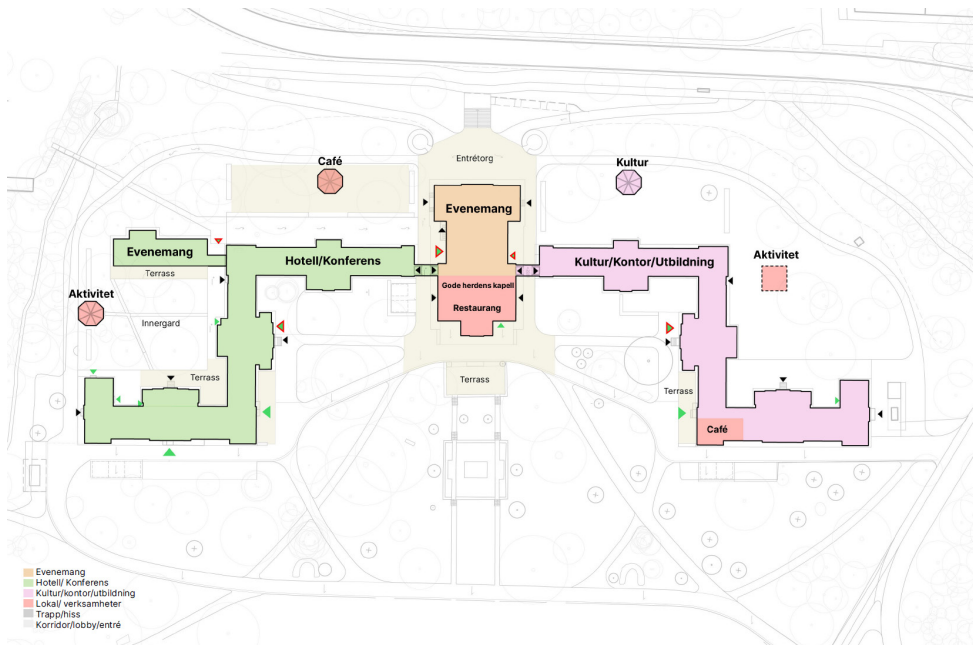 Café
Entrétorg
Kultur
Evenemang
Evenemang
Hotell/Konferens
Kultur/Kontor/Utbildning
Aktivitet
Terrass
Gode herdens kapell
Aktivitet
Restaurang
Innergard
Terrass
Terrass
Terrass
Café
Evenemang
Hotell/ Konferens
Kultur/kontor/utbildning
Lokal/ verksamheter
Trapp/hiss
Korridor/lobby/entré